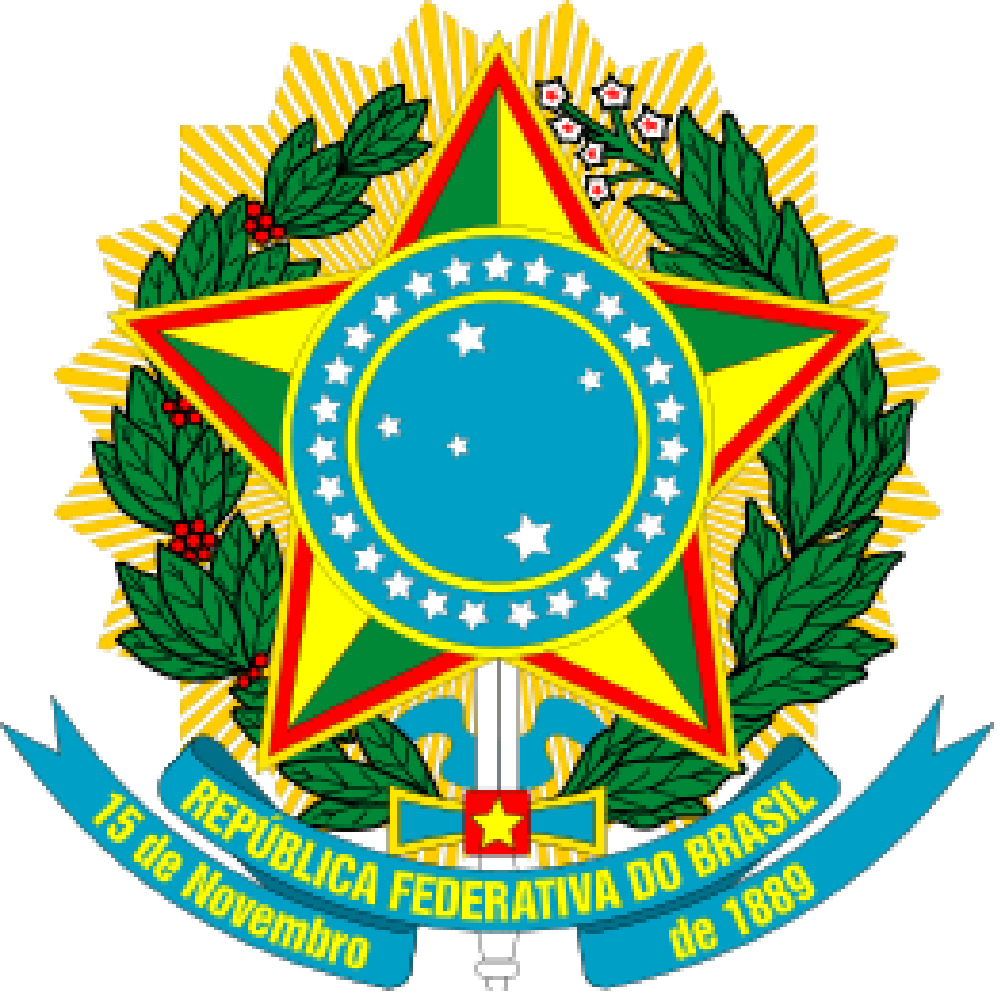 REPÚBLICA FEDERATIVA DO BRASIL
15 de Novembro
de 1889